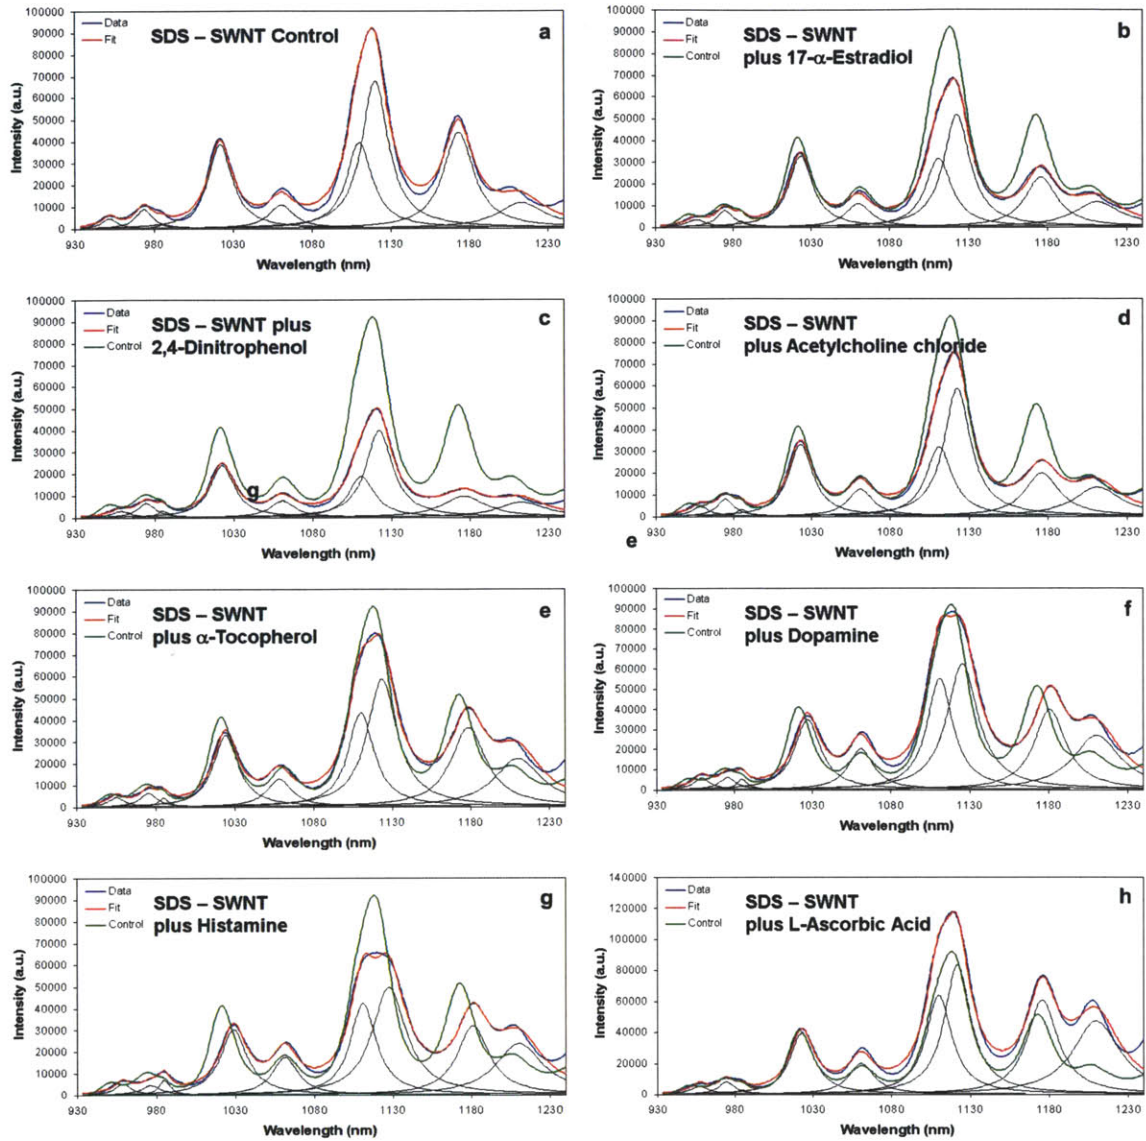 100000
90000
80000
70000
60000
50000
40000
30000
20000
10000
0
Intensity (a.u.)
Data
Fit
SDS – SWNT Control
a
930 980 1030 1080 1130 1180 1230
Wavelength (nm)
100000
90000
80000
70000
60000
50000
40000
30000
20000
10000
0
Intensity (a.u.)
Data
Fit
Control
SDS – SWNT
plus 17-α-Estradiol
b
930 980 1030 1080 1130 1180 1230
Wavelength (nm)
100000
90000
80000
70000
60000
50000
40000
30000
20000
10000
0
Intensity (a.u.)
Data
Fit
Control
SDS – SWNT plus
2,4-Dinitrophenol
c
g
930 980 1030 1080 1130 1180 1230
Wavelength (nm)
100000
90000
80000
70000
60000
50000
40000
30000
20000
10000
0
Intensity (a.u.)
Data
Fit
Control
SDS – SWNT
plus Acetylcholine chloride
d
930 980 1030 1080 1130 1180 1230
Wavelength (nm)
e
100000
90000
80000
70000
60000
50000
40000
30000
20000
10000
0
Intensity (a.u.)
Data
Fit
Control
SDS – SWNT
plus α-Tocopherol
e
930 980 1030 1080 1130 1180 1230
Wavelength (nm)
100000
90000
80000
70000
60000
50000
40000
30000
20000
10000
0
Intensity (a.u.)
Data
Fit
Control
SDS – SWNT
plus Dopamine
f
930 980 1030 1080 1130 1180 1230
Wavelength (nm)
100000
90000
80000
70000
60000
50000
40000
30000
20000
10000
0
Intensity (a.u.)
Data
Fit
Control
SDS – SWNT
plus Histamine
g
930 980 1030 1080 1130 1180 1230
Wavelength (nm)
140000
120000
100000
80000
60000
40000
20000
0
Intensity (a.u.)
Data
Fit
Control
SDS – SWNT
plus L-Ascorbic Acid
h
930 980 1030 1080 1130 1180 1230
Wavelength (nm)